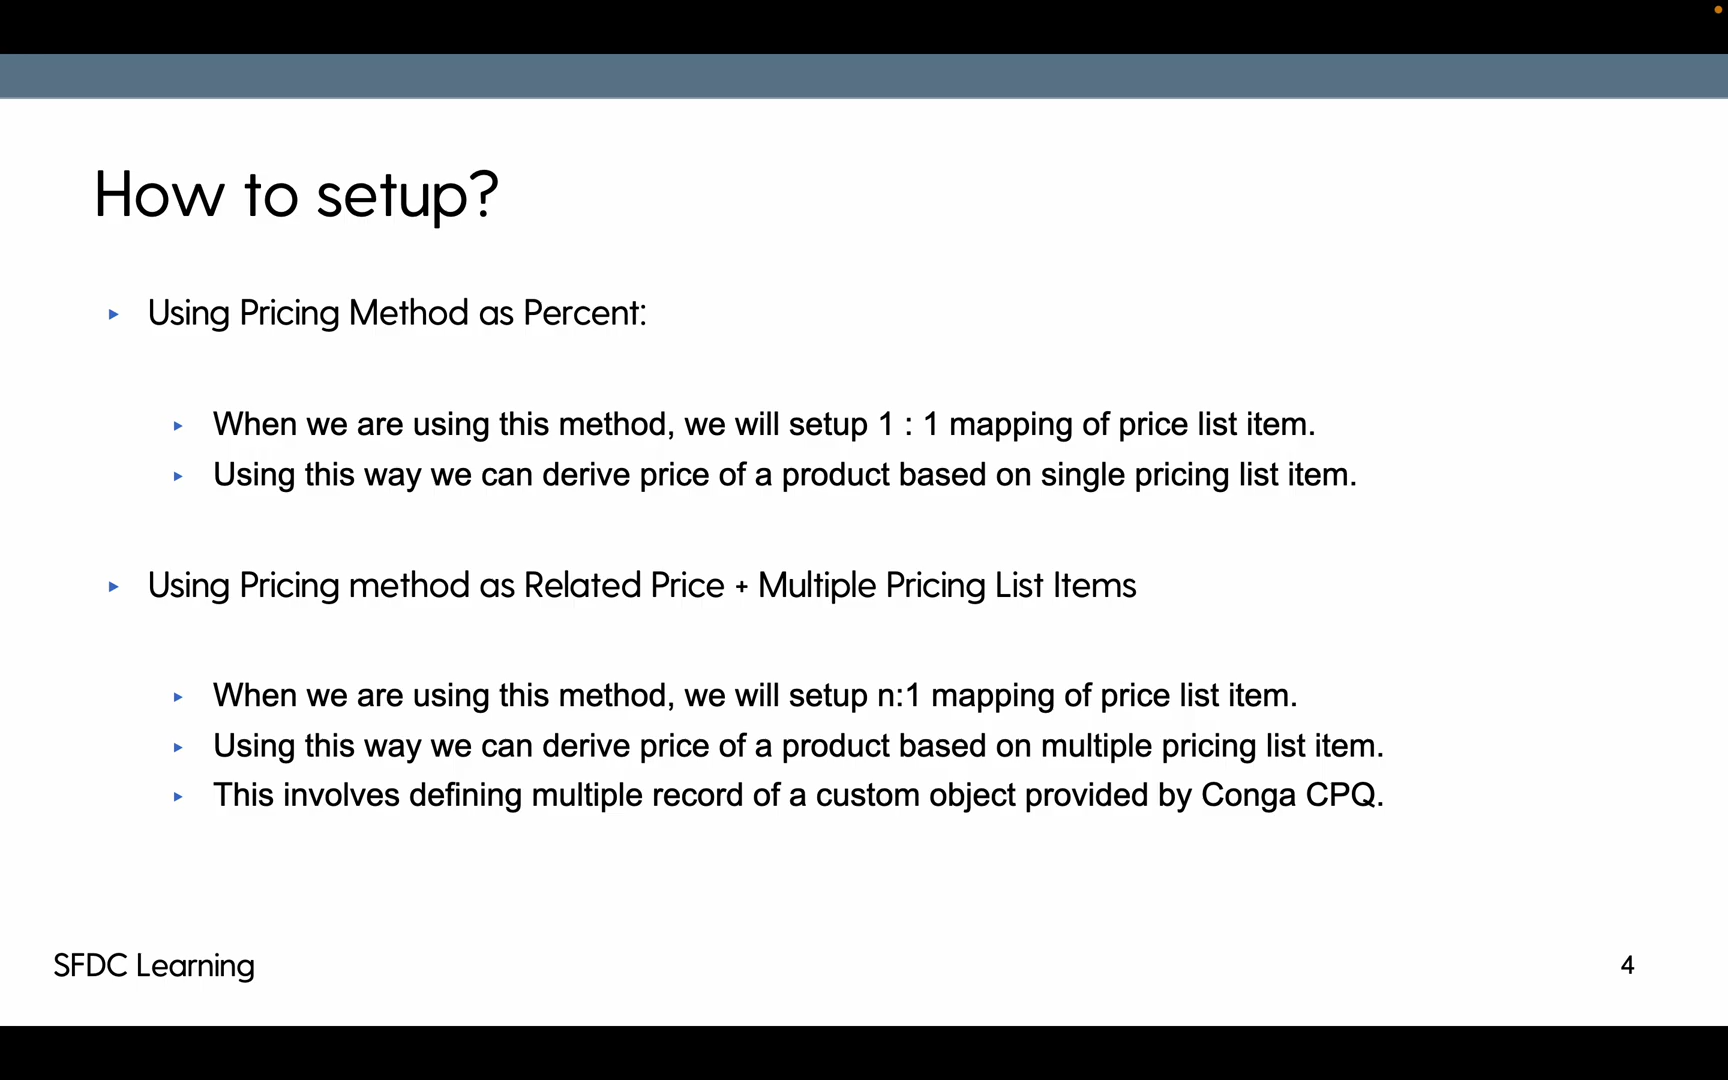 How to setup?
Using Pricing Method as Percent:
When we are using this method, we will setup 1 : 1 mapping of price list item.
Using this way we can derive price of a product based on single pricing list item.
Using Pricing method as Related Price + Multiple Pricing List Items
When we are using this method, we will setup n:1 mapping of price list item.
Using this way we can derive price of a product based on multiple pricing list item.
This involves defining multiple record of a custom object provided by Conga CPQ.
SFDC Learning
4